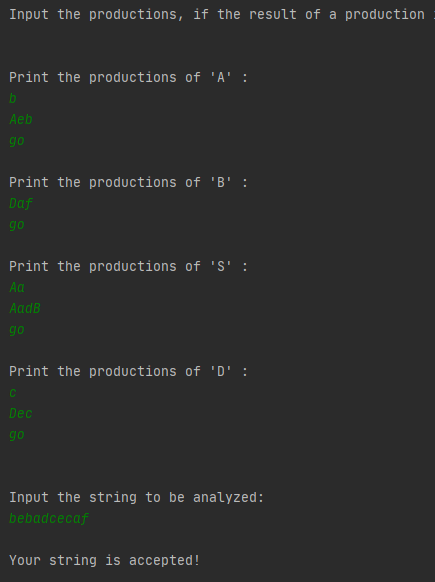 Input the productions, if the result of a production
Print the productions of 'A' :
b
Aeb
go
Print the productions of 'B' :
Daf
go
Print the productions of 'S' :
Aa
AadB
go
Print the productions of 'D' :
c
Dec
go
Input the string to be analyzed:
bebadcecaf
Your string is accepted!